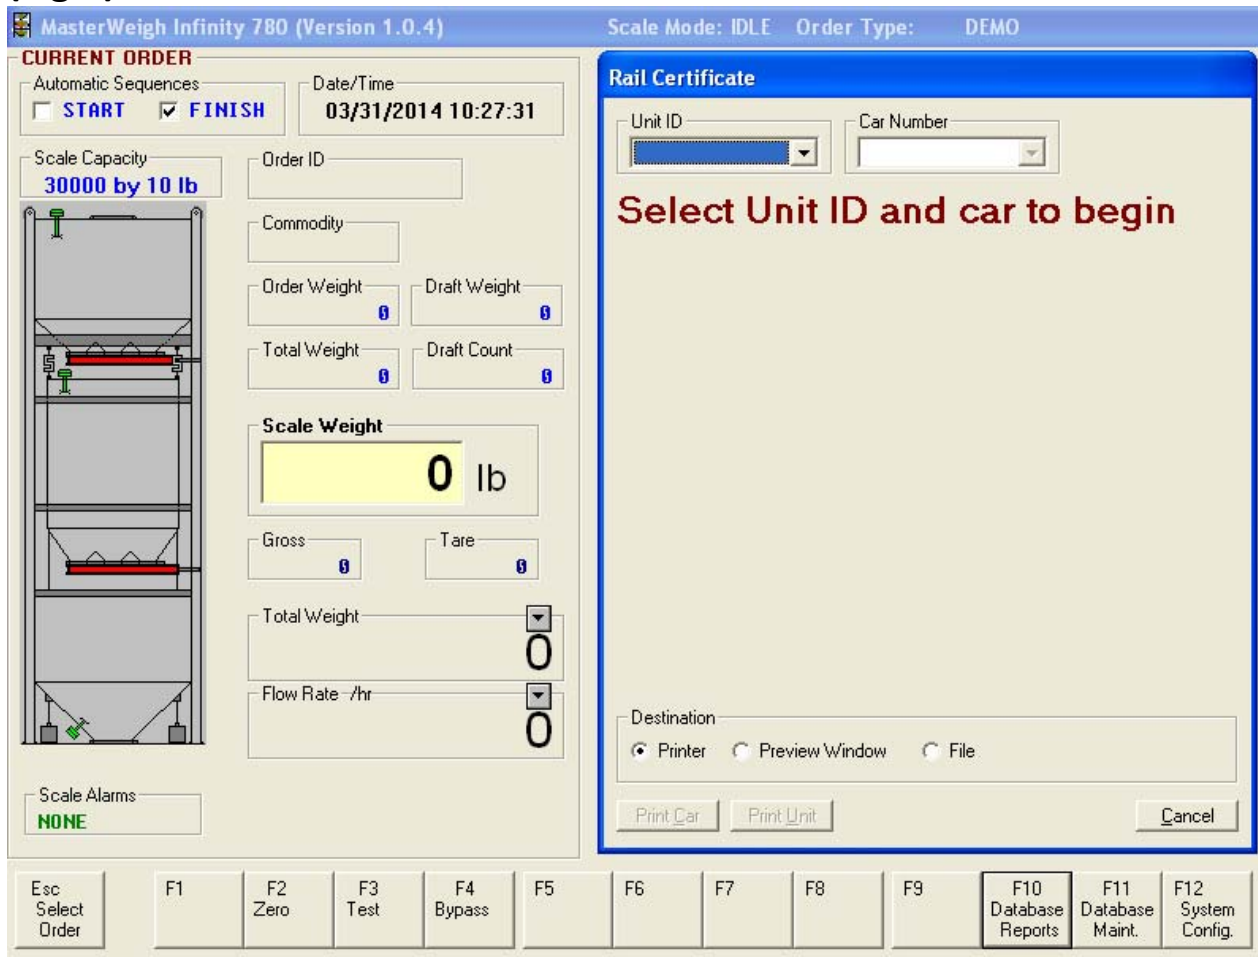 MasterWeigh Infinity 780 (Version 1.0.4) Scale Mode: IDLE Order Type: DEMO
CURRENT ORDER
Automatic Sequences
START FINISH
Date/Time
03/31/2014 10:27:31
Scale Capacity
30000 by 10 lb
Order ID
Commodity
Order Weight
0
Draft Weight
0
Total Weight
0
Draft Count
0
Scale Weight
0 lb
Gross
0
Tare
0
Total Weight
0
Flow Rate /hr
0
Scale Alarms
NONE
Rail Certificate
Unit ID
Car Number
Select Unit ID and car to begin
Destination
Printer Preview Window File
Print Car Print Unit Cancel
Esc
Select
Order
F1
F2
Zero
F3
Test
F4
Bypass
F5
F6
F7
F8
F9
F10
Database
Reports
F11
Database
Maint.
F12
System
Config.